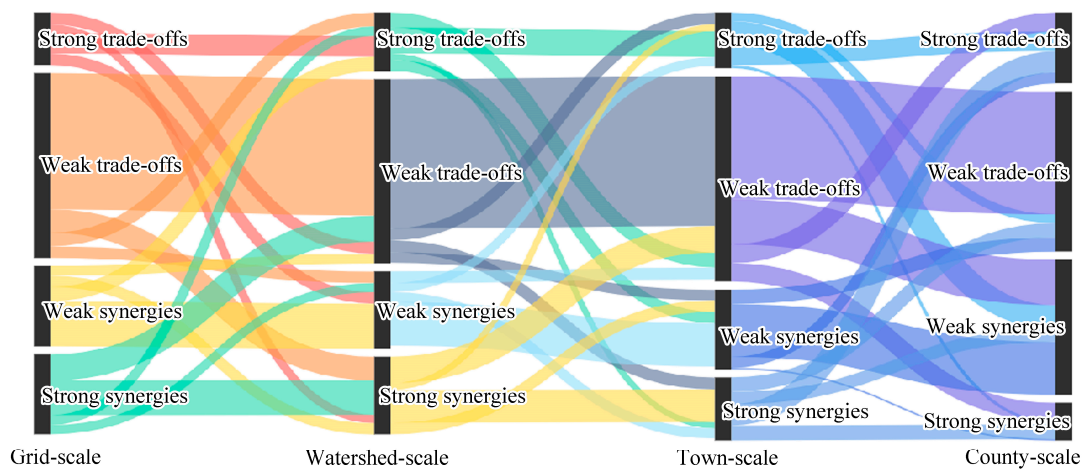 Strong trade-offs
Strong trade-offs
Strong trade-offs
Strong trade-offs
Weak trade-offs
Weak trade-offs
Weak trade-offs
Weak trade-offs
Weak synergies
Weak synergies
Weak synergies
Weak synergies
Strong synergies
Strong synergies
Strong synergies
Strong synergies
Grid-scale
Watershed-scale
Town-scale
County-scale